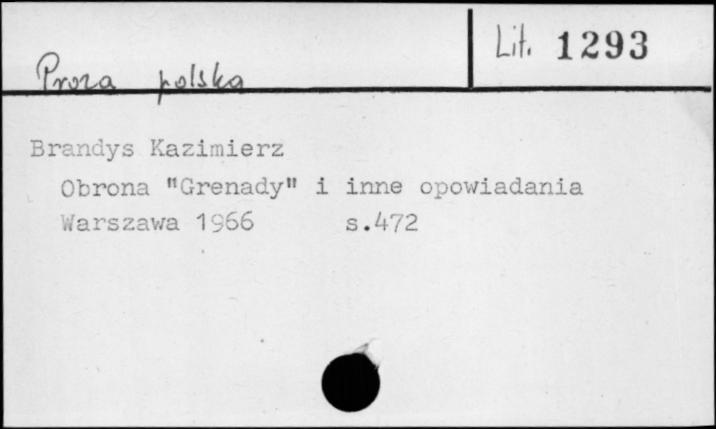 Proza polska
Lit. 1293
Brandys Kazimierz
Obrona "Grenady" i inne opowiadania
Warszawa 1966 s.472